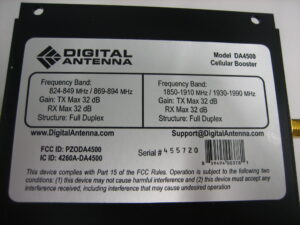 DIGITAL
ANTENNA
Model DA4500
Cellular Booster
Frequency Band:
824-849 MHz / 869-894 MHz
Gain: TX Max 32 dB
RX Max 32 dB
Structure: Full Duplex
Frequency Band:
1850-1910 MHz / 1930-1990 MHz
Gain: TX Max 32 dB
RX Max 32 dB
Structure: Full Duplex
www.DigitalAntenna.com
Support@DigitalAntenna.com
FCC ID: PZODA4500
IC ID: 4260A-DA4500
Serial # 455720
This device complies with Part 15 of the FCC Rules. Operation is subject to the following two
conditions: (1) this device may not cause harmful interference and (2) this device must accept any
interference received, including interference that may cause undesired operation